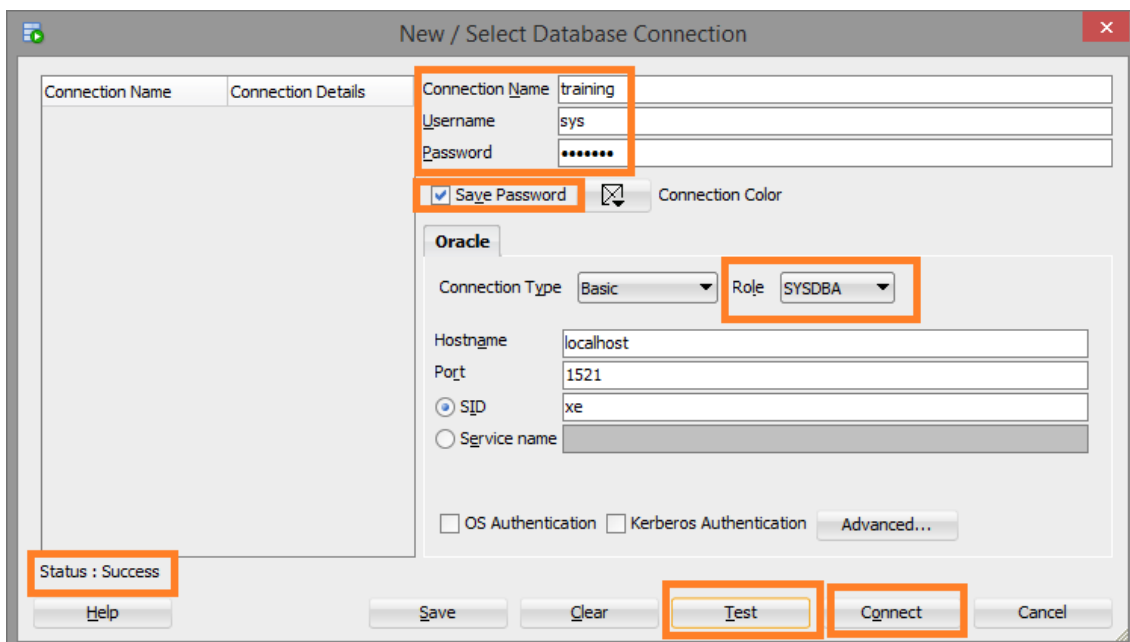 New / Select Database Connection
Connection Name Connection Details
Connection Name training
Username sys
Password •••••••
Save Password Connection Color
Oracle
Connection Type Basic Role SYSDBA
Hostname localhost
Port 1521
SID xe
Service name
OS Authentication Kerberos Authentication Advanced...
Status : Success
Help Save Clear Test Connect Cancel